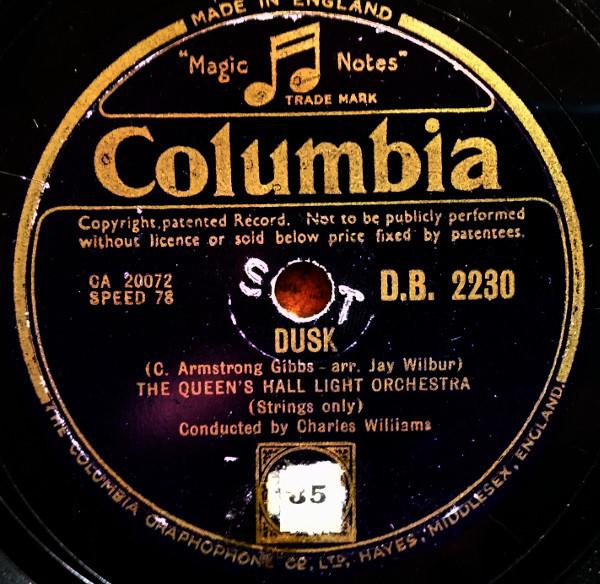 MADE IN ENGLAND
"Magic Notes"
TRADE MARK
Columbia
Copyright, patented Record. Not to be publicly performed
without licence or sold below price fixed by patentees.
CA 20072
SPEED 78
D.B. 2230
S T
DUSK
(C. Armstrong Gibbs - arr. Jay Wilbur)
THE QUEEN'S HALL LIGHT ORCHESTRA
(Strings only)
Conducted by Charles Williams
35
THE COLUMBIA GRAPHOPHONE CO. LTD. HAYES, MIDDLESEX, ENGLAND.